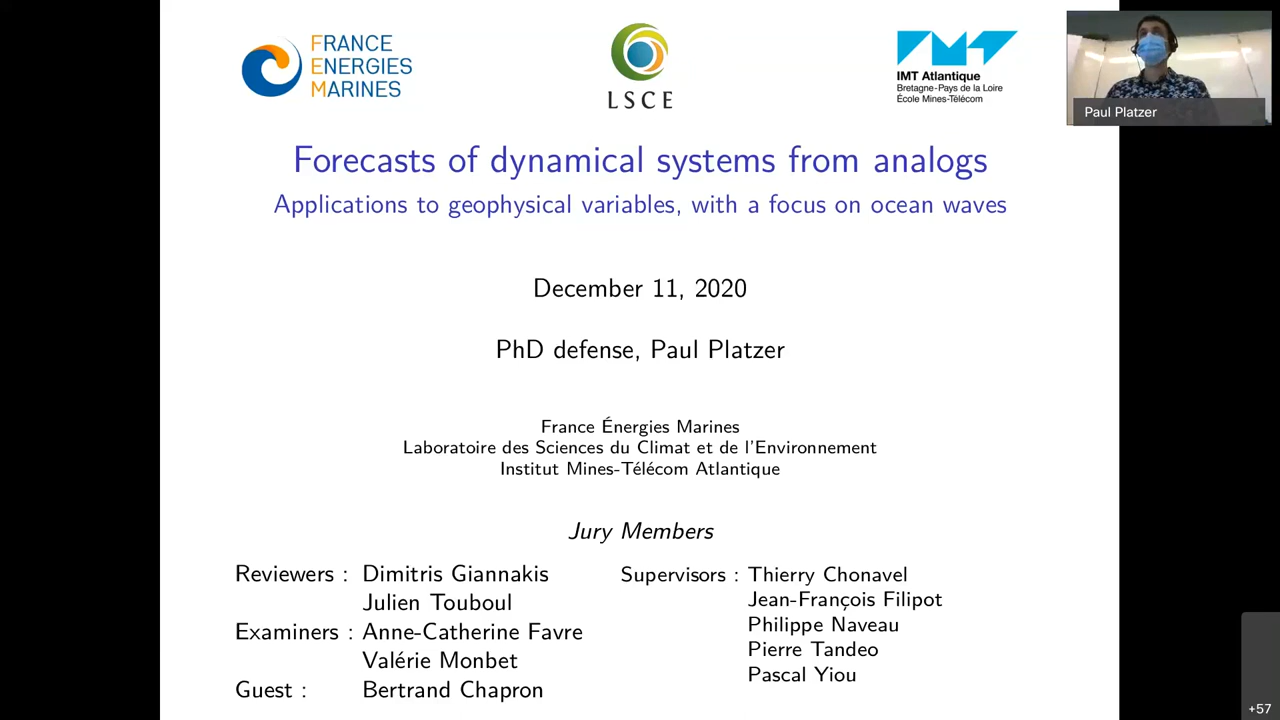 FRANCE
ENERGIES
MARINES
LSCE
IMT Atlantique
Bretagne-Pays de la Loire
École Mines-Télécom
Paul Platzer
Forecasts of dynamical systems from analogs
Applications to geophysical variables, with a focus on ocean waves
December 11, 2020
PhD defense, Paul Platzer
France Énergies Marines
Laboratoire des Sciences du Climat et de l'Environnement
Institut Mines-Télécom Atlantique
Jury Members
Reviewers : Dimitris Giannakis
Julien Touboul
Examiners : Anne-Catherine Favre
Valérie Monbet
Guest : Bertrand Chapron
Supervisors : Thierry Chonavel
Jean-François Filipot
Philippe Naveau
Pierre Tandeo
Pascal Yiou
+57